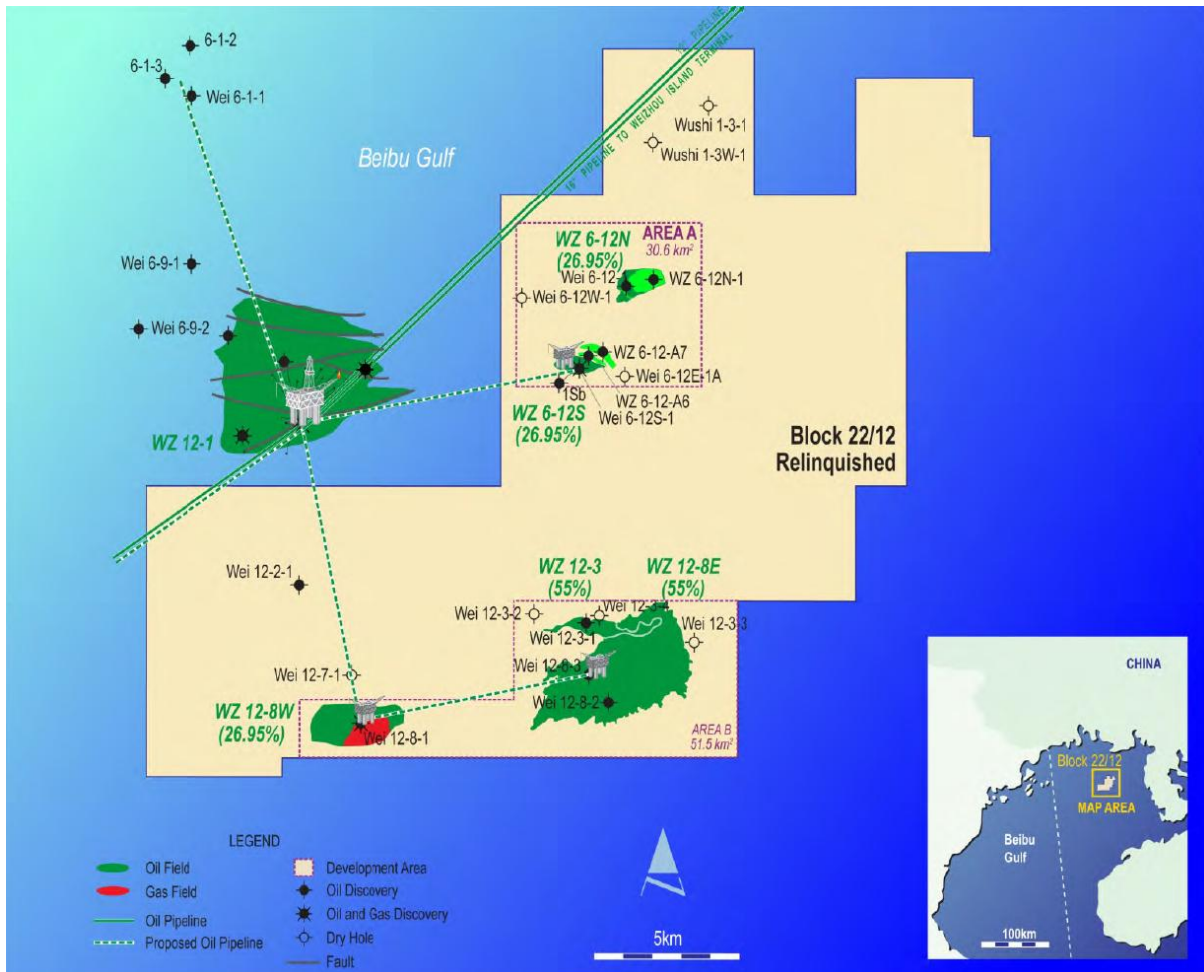 6-1-2
6-1-3
Wei 6-1-1
Beibu Gulf
12" PIPELINE
16" PIPELINE TO WEIZHOU ISLAND TERMINAL
Wushi 1-3-1
Wushi 1-3W-1
AREA A
30.6 km²
WZ 6-12N
(26.95%)
Wei 6-12
WZ 6-12N-1
Wei 6-12W-1
Wei 6-9-1
Wei 6-9-2
WZ 6-12-A7
Wei 6-12E-1A
1Sb
WZ 6-12-A6
Wei 6-12S-1
WZ 6-12S
(26.95%)
WZ 12-1
Block 22/12
Relinquished
Wei 12-2-1
WZ 12-3
(55%)
WZ 12-8E
(55%)
Wei 12-3-2
Wei 12-3-4
Wei 12-3-1
Wei 12-3-3
Wei 12-7-1
Wei 12-8-3
Wei 12-8-2
WZ 12-8W
(26.95%)
Wei 12-8-1
AREA B
51.5 km²
LEGEND
Oil Field
Gas Field
Oil Pipeline
Proposed Oil Pipeline
Development Area
Oil Discovery
Oil and Gas Discovery
Dry Hole
Fault
5km
CHINA
Block 22/12
MAP AREA
Beibu
Gulf
100km